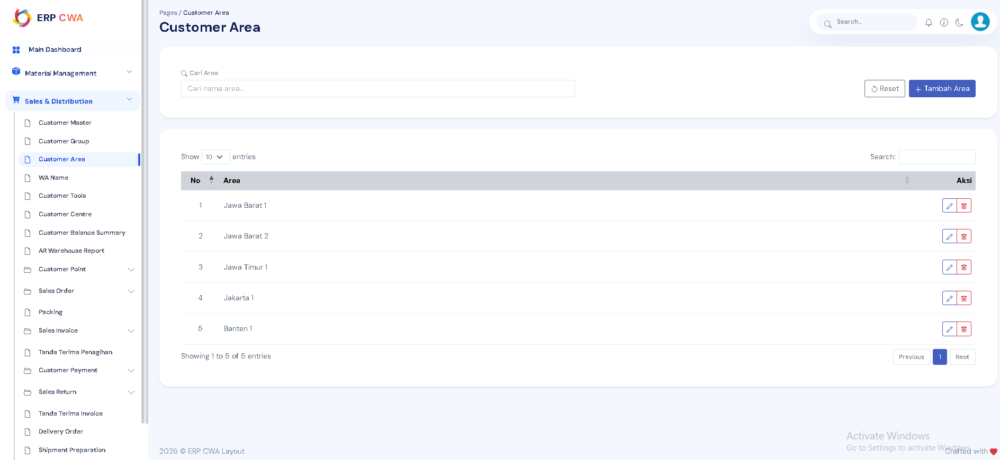 ERP CWA
Main Dashboard
Material Management
Sales & Distribution
Customer Master
Customer Group
Customer Area
WA Name
Customer Tools
Customer Centre
Customer Balance Summary
AR Warehouse Report
Customer Point
Sales Order
Packing
Sales Invoice
Tanda Terima Penagihan
Customer Payment
Sales Return
Tanda Terima Invoice
Delivery Order
Shipment Preparation
Pages / Customer Area
Customer Area
Search...
Cari Area
Cari nama area...
Reset
Tambah Area
Show 10 entries
Search:
No Area Aksi
1 Jawa Barat 1
2 Jawa Barat 2
3 Jawa Timur 1
4 Jakarta 1
5 Banten 1
Showing 1 to 5 of 5 entries
Previous 1 Next
Activate Windows
Go to Settings to activate Windows.
2026 © ERP CWA Layout
Crafted with